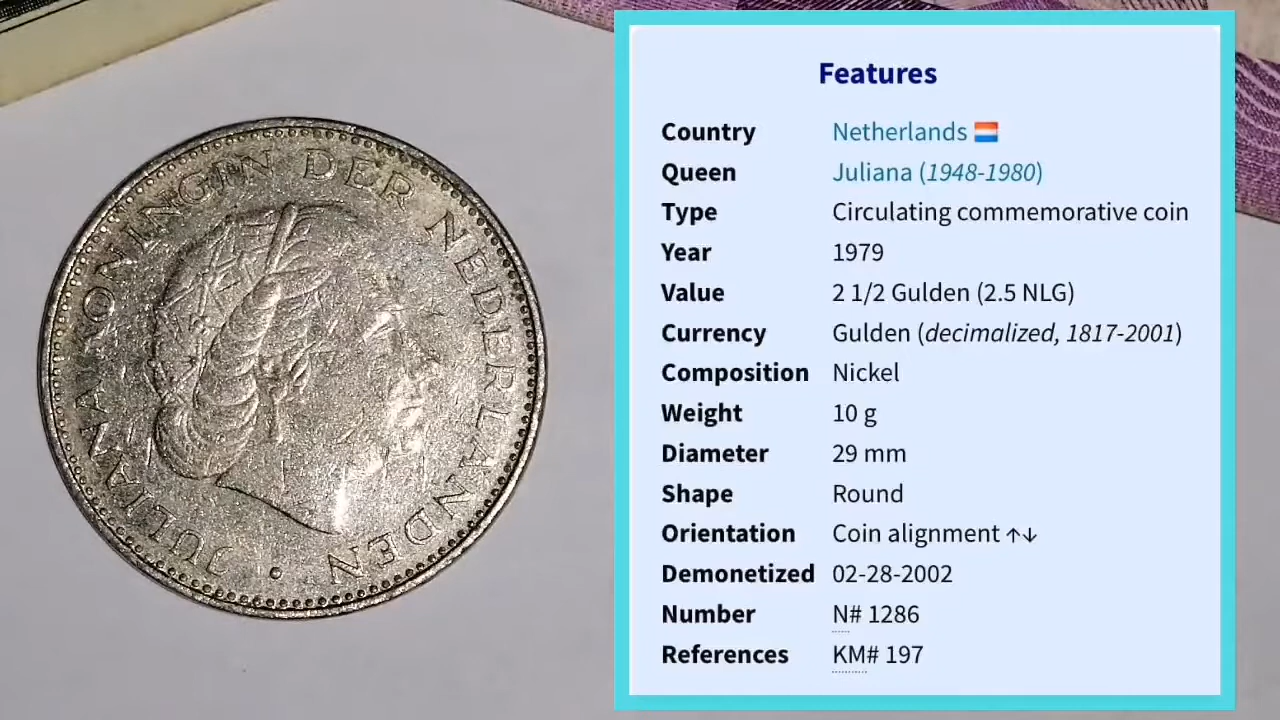 JULIANA KONINGIN DER NEDERLANDEN
Features
Country Netherlands
Queen Juliana (1948-1980)
Type Circulating commemorative coin
Year 1979
Value 2 1/2 Gulden (2.5 NLG)
Currency Gulden (decimalized, 1817-2001)
Composition Nickel
Weight 10 g
Diameter 29 mm
Shape Round
Orientation Coin alignment ↑↓
Demonetized 02-28-2002
Number N# 1286
References KM# 197